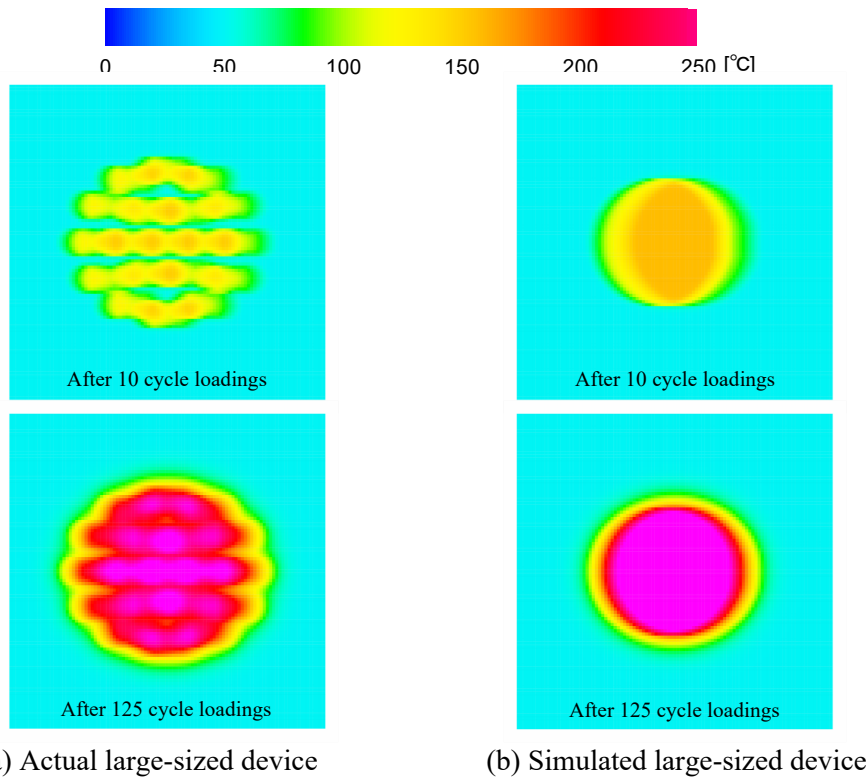 0 50 100 150 200 250 [℃]
After 10 cycle loadings
After 10 cycle loadings
After 125 cycle loadings
After 125 cycle loadings
) Actual large-sized device
(b) Simulated large-sized device